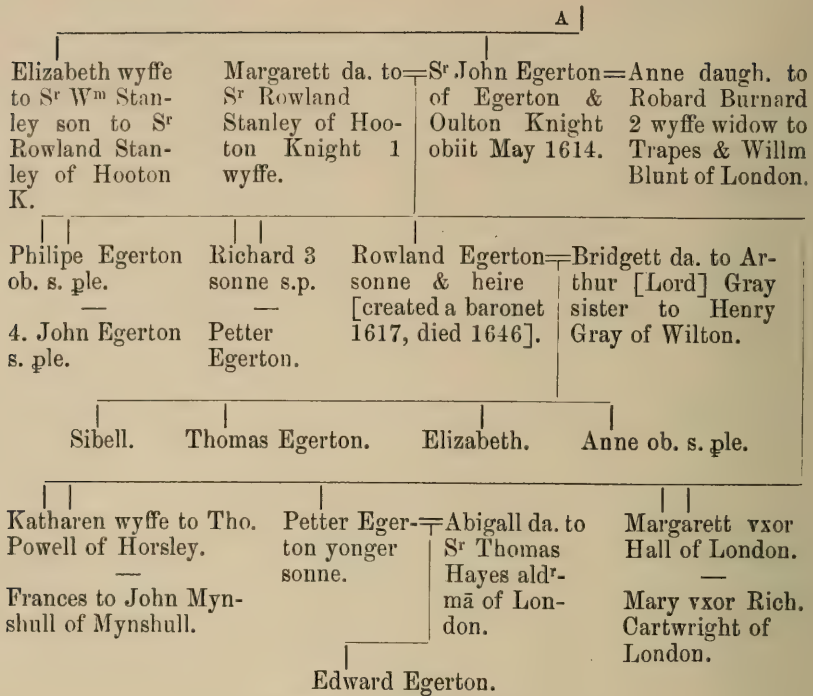 A
Elizabeth wyffe
to Sʳ Wᵐ Stan-
ley son to Sʳ
Rowland Stan-
ley of Hooton
K.
Margarett da. to
Sʳ Rowland
Stanley of Hoo-
ton Knight 1
wyffe.
Sʳ John Egerton
of Egerton &
Oulton Knight
obiit May 1614.
Anne daugh. to
Robard Burnard
2 wyffe widow to
Trapes & Willm
Blunt of London.
Philipe Egerton
ob. s. ꝑle.
—
4. John Egerton
s. ꝑle.
Richard 3
sonne s.p.
—
Petter
Egerton.
Rowland Egerton
sonne & heire
[created a baronet
1617, died 1646].
Bridgett da. to Ar-
thur [Lord] Gray
sister to Henry
Gray of Wilton.
Sibell. Thomas Egerton. Elizabeth. Anne ob. s. ꝑle.
Katharen wyffe to Tho.
Powell of Horsley.
—
Frances to John Myn-
shull of Mynshull.
Petter Eger-
ton yonger
sonne.
Abigall da. to
Sʳ Thomas
Hayes aldʳ-
mā of Lon-
don.
Margarett vxor
Hall of London.
—
Mary vxor Rich.
Cartwright of
London.
Edward Egerton.